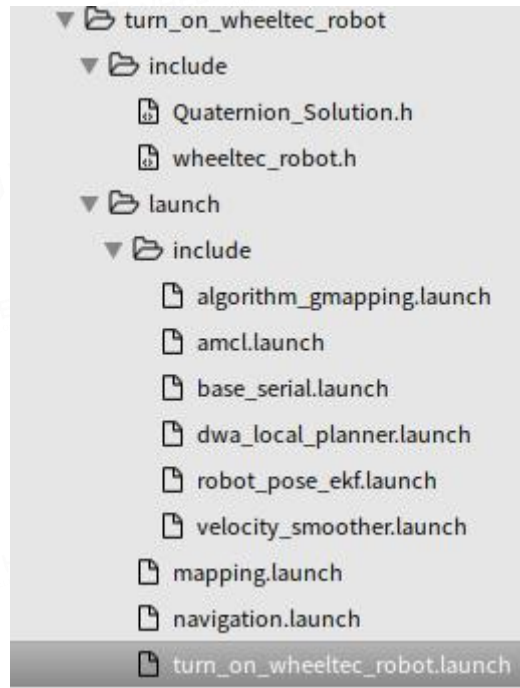 turn_on_wheeltec_robot
include
Quaternion_Solution.h
wheeltec_robot.h
launch
include
algorithm_gmapping.launch
amcl.launch
base_serial.launch
dwa_local_planner.launch
robot_pose_ekf.launch
velocity_smoother.launch
mapping.launch
navigation.launch
turn_on_wheeltec_robot.launch